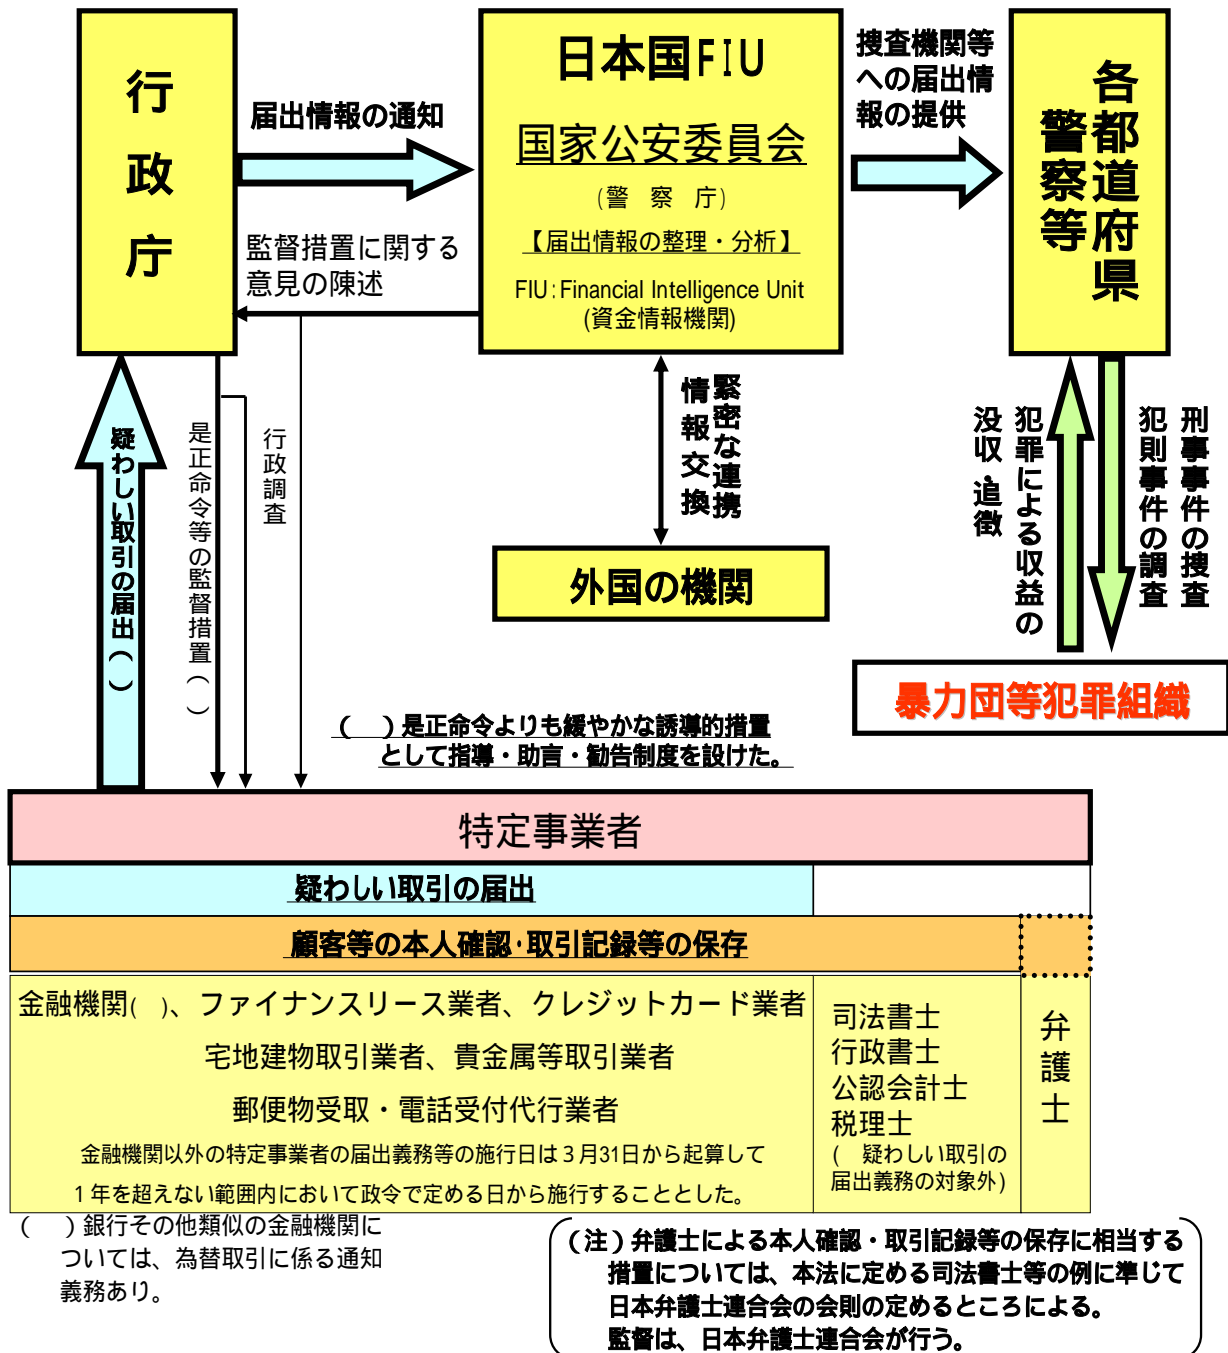 行政庁
届出情報の通知
日本国FIU
国家公安委員会
(警 察 庁)
【届出情報の整理・分析】
FIU:Financial Intelligence Unit
(資金情報機関)
捜査機関等
への届出情
報の提供
各都道府県
警察等
監督措置に関する
意見の陳述
疑わしい取引の届出( )
是正命令等の監督措置( )
行政調査
緊密な連携
情報交換
外国の機関
犯罪による収益の
没収・追徴
刑事事件の捜査
犯則事件の調査
暴力団等犯罪組織
( )是正命令よりも緩やかな誘導的措置
として指導・助言・勧告制度を設けた。
特定事業者
疑わしい取引の届出
顧客等の本人確認・取引記録等の保存
金融機関( )、ファイナンスリース業者、クレジットカード業者
宅地建物取引業者、貴金属等取引業者
郵便物受取・電話受付代行業者
金融機関以外の特定事業者の届出義務等の施行日は3月31日から起算して
1年を超えない範囲内において政令で定める日から施行することとした。
司法書士
行政書士
公認会計士
税理士
( 疑わしい取引の
届出義務の対象外)
弁護士
( )銀行その他類似の金融機関に
ついては、為替取引に係る通知
義務あり。
(注)弁護士による本人確認・取引記録等の保存に相当する
措置については、本法に定める司法書士等の例に準じて
日本弁護士連合会の会則の定めるところによる。
監督は、日本弁護士連合会が行う。